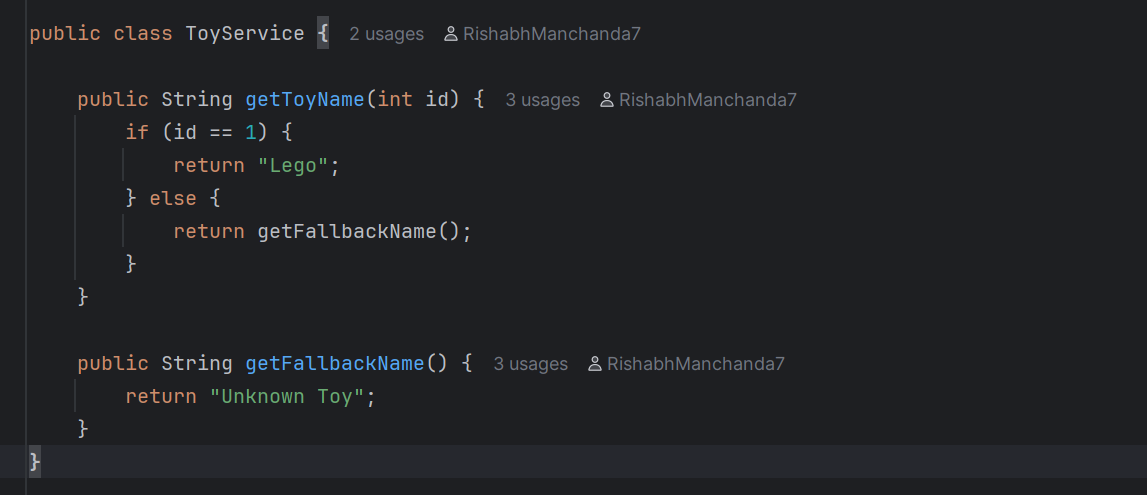 public class ToyService { 2 usages RishabhManchanda7
public String getToyName(int id) { 3 usages RishabhManchanda7
if (id == 1) {
return "Lego";
} else {
return getFallbackName();
}
}
public String getFallbackName() { 3 usages RishabhManchanda7
return "Unknown Toy";
}
}